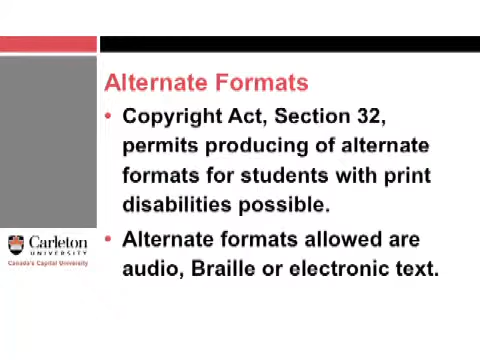 Alternate Formats
• Copyright Act, Section 32,
permits producing of alternate
formats for students with print
disabilities possible.
• Alternate formats allowed are
audio, Braille or electronic text.
Carleton
UNIVERSITY
Canada's Capital University